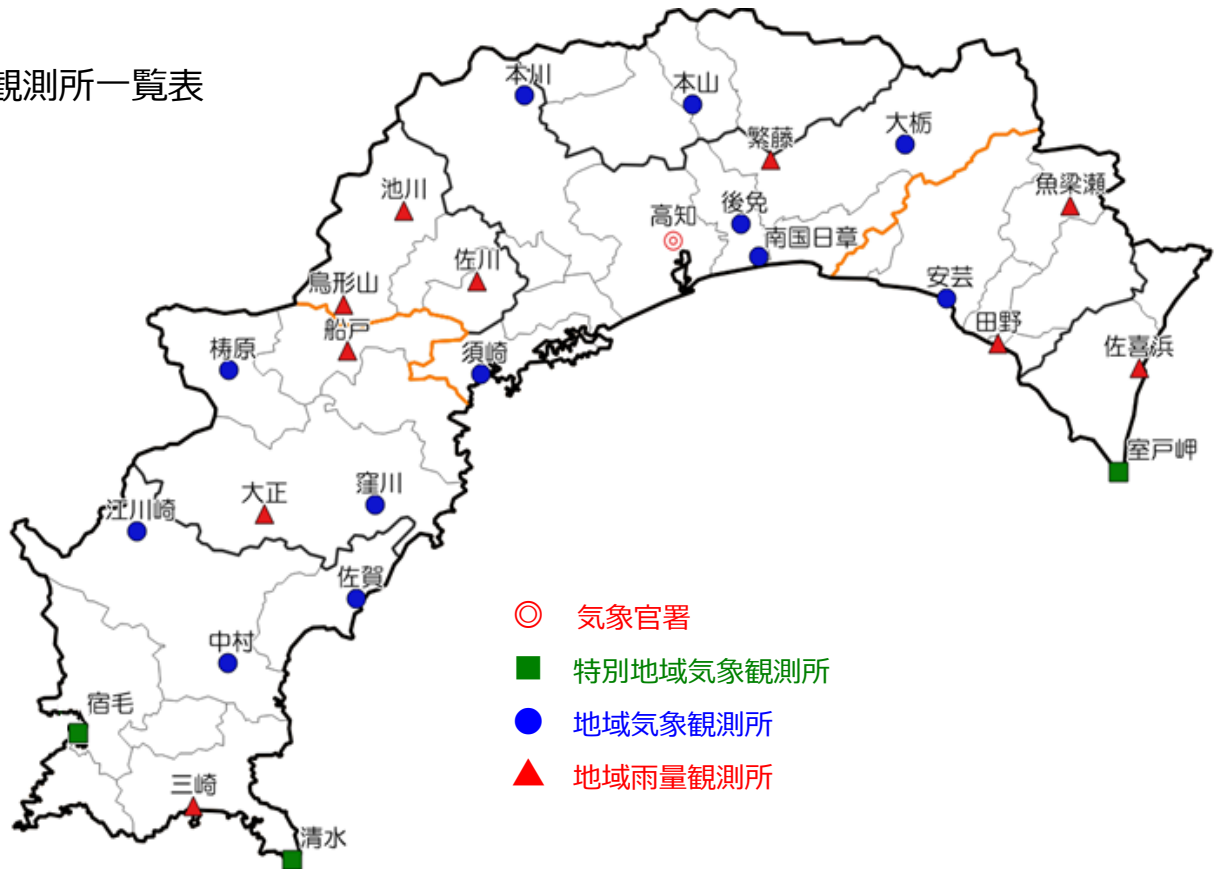 観測所一覧表
本川
本山
大栃
繁藤
魚梁瀬
池川
後免
高知
南国日章
佐川
鳥形山
安芸
船戸
田野
梼原
須崎
佐喜浜
室戸岬
大正
窪川
江川崎
佐賀
中村
宿毛
三崎
清水
◎ 気象官署
■ 特別地域気象観測所
● 地域気象観測所
▲ 地域雨量観測所